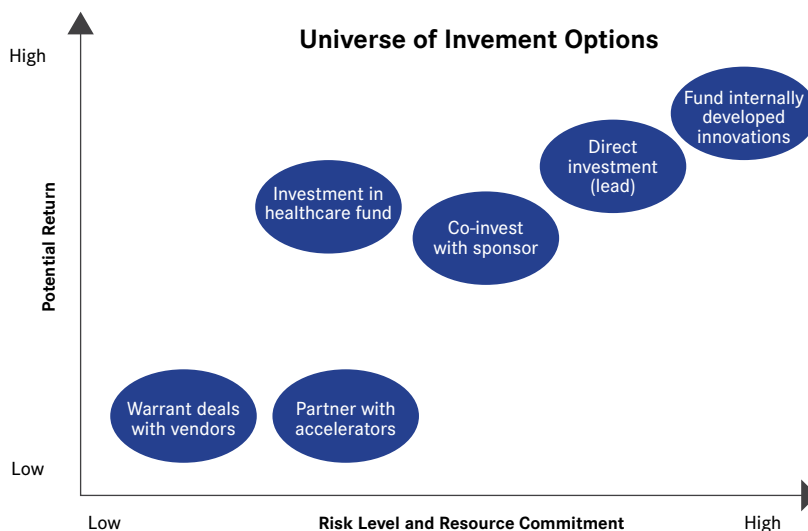 Universe of Invement Options
High
Fund internally
developed
innovations
Direct
investment
(lead)
Investment in
healthcare fund
Co-invest
with sponsor
Potential Return
Warrant deals
with vendors
Partner with
accelerators
Low
Low
Risk Level and Resource Commitment
High